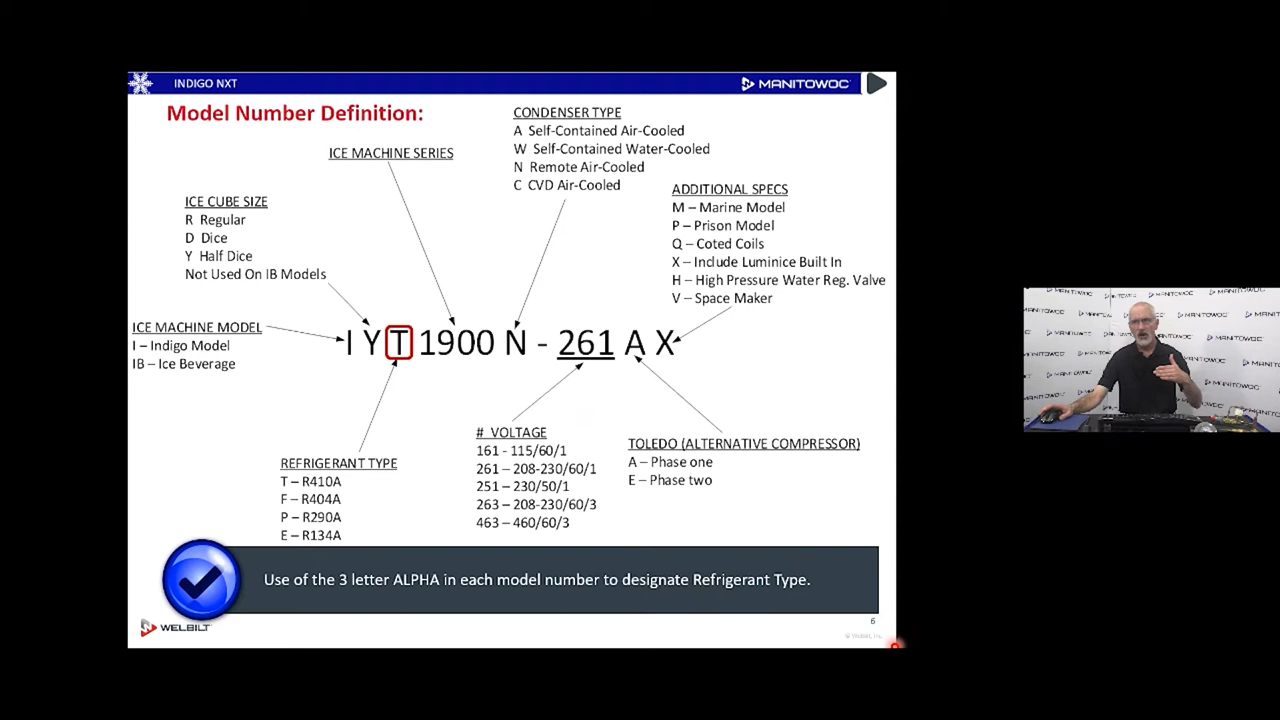 INDIGO NXT
MANITOWOC
Model Number Definition:
ICE MACHINE SERIES
CONDENSER TYPE
A Self-Contained Air-Cooled
W Self-Contained Water-Cooled
N Remote Air-Cooled
C CVD Air-Cooled
ADDITIONAL SPECS
M – Marine Model
P – Prison Model
Q – Coted Coils
X – Include Luminice Built In
H – High Pressure Water Reg. Valve
V – Space Maker
ICE CUBE SIZE
R Regular
D Dice
Y Half Dice
Not Used On IB Models
ICE MACHINE MODEL
I – Indigo Model
IB – Ice Beverage
I Y T 1900 N - 261 A X
REFRIGERANT TYPE
T – R410A
F – R404A
P – R290A
E – R134A
# VOLTAGE
161 - 115/60/1
261 – 208-230/60/1
251 – 230/50/1
263 – 208-230/60/3
463 – 460/60/3
TOLEDO (ALTERNATIVE COMPRESSOR)
A – Phase one
E – Phase two
Use of the 3 letter ALPHA in each model number to designate Refrigerant Type.
WELBILT
6
MANITOWOC